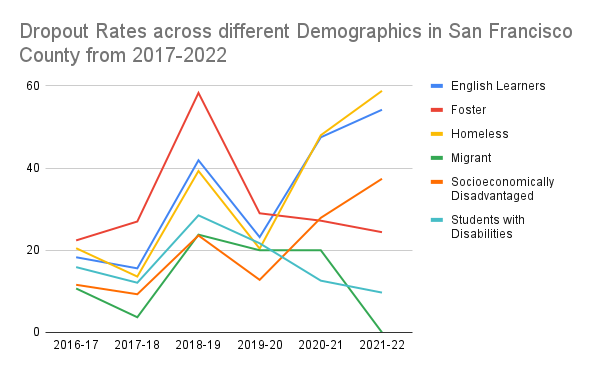 Dropout Rates across different Demographics in San Francisco
County from 2017-2022
60
40
20
0
2016-17 2017-18 2018-19 2019-20 2020-21 2021-22
English Learners
Foster
Homeless
Migrant
Socioeconomically
Disadvantaged
Students with
Disabilities